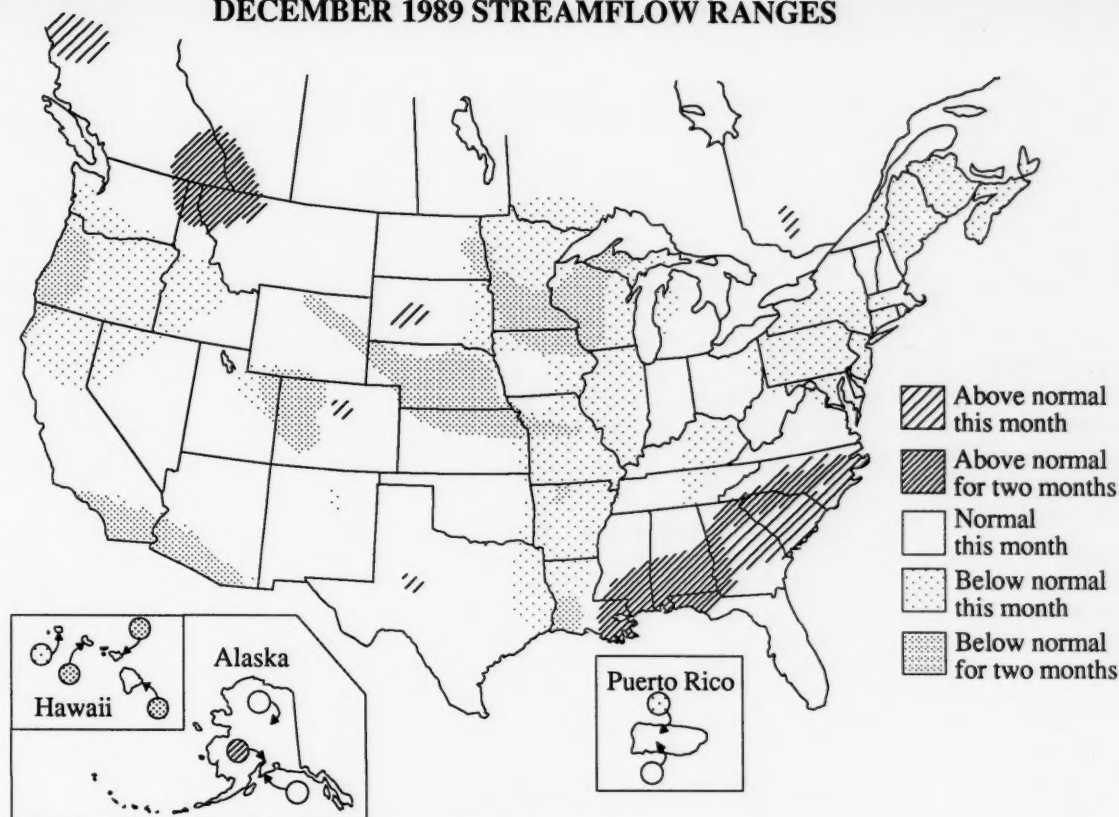 DECEMBER 1989 STREAMFLOW RANGES
Above normal
this month
Above normal
for two months
Normal
this month
Below normal
this month
Below normal
for two months
Hawaii
Alaska
Puerto Rico